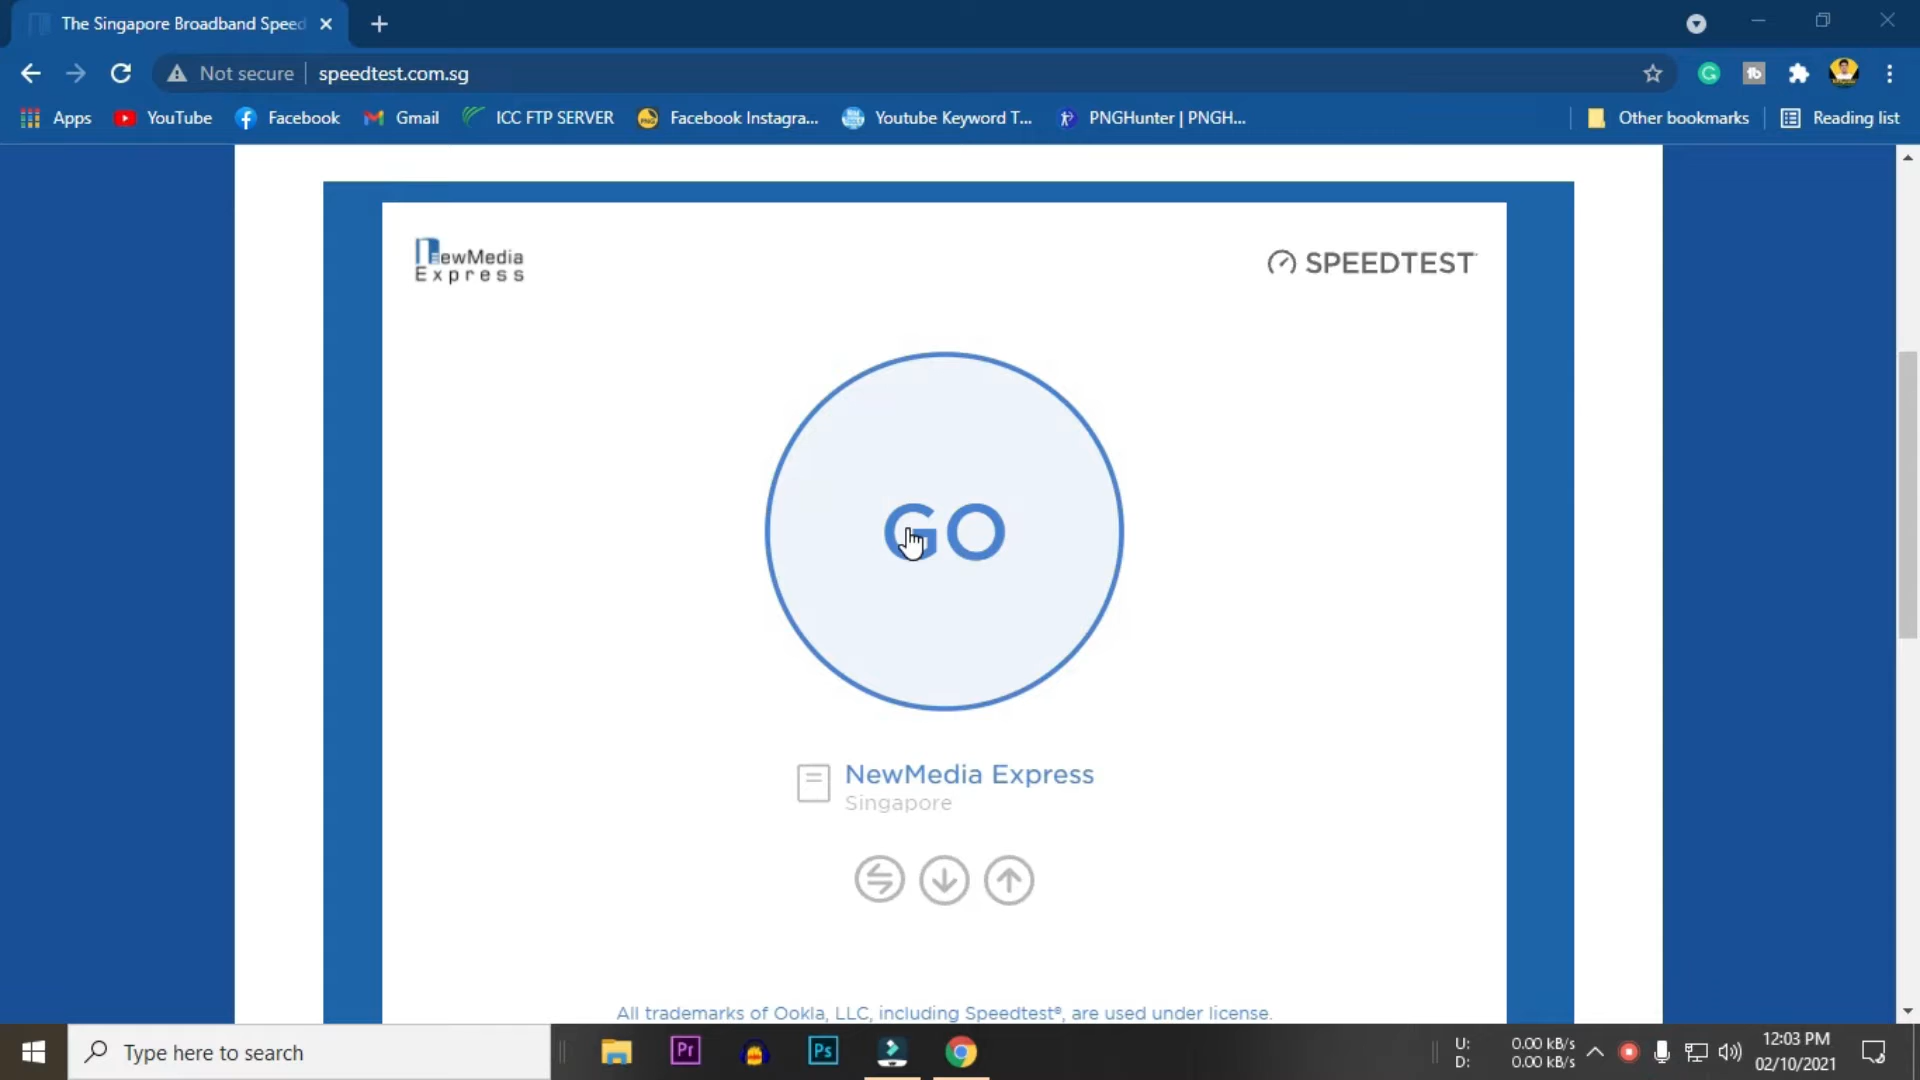 The Singapore Broadband Speed
Not secure
speedtest.com.sg
Apps
YouTube
Facebook
Gmail
ICC FTP SERVER
Facebook Instagra...
Youtube Keyword T...
PNGHunter | PNGH...
Other bookmarks
Reading list
NewMedia
Express
SPEEDTEST
GO
NewMedia Express
Singapore
All trademarks of Ookla, LLC, including Speedtest®, are used under license.
Type here to search
Pr
Ps
U: 0.00 kB/s
D: 0.00 kB/s
12:03 PM
02/10/2021